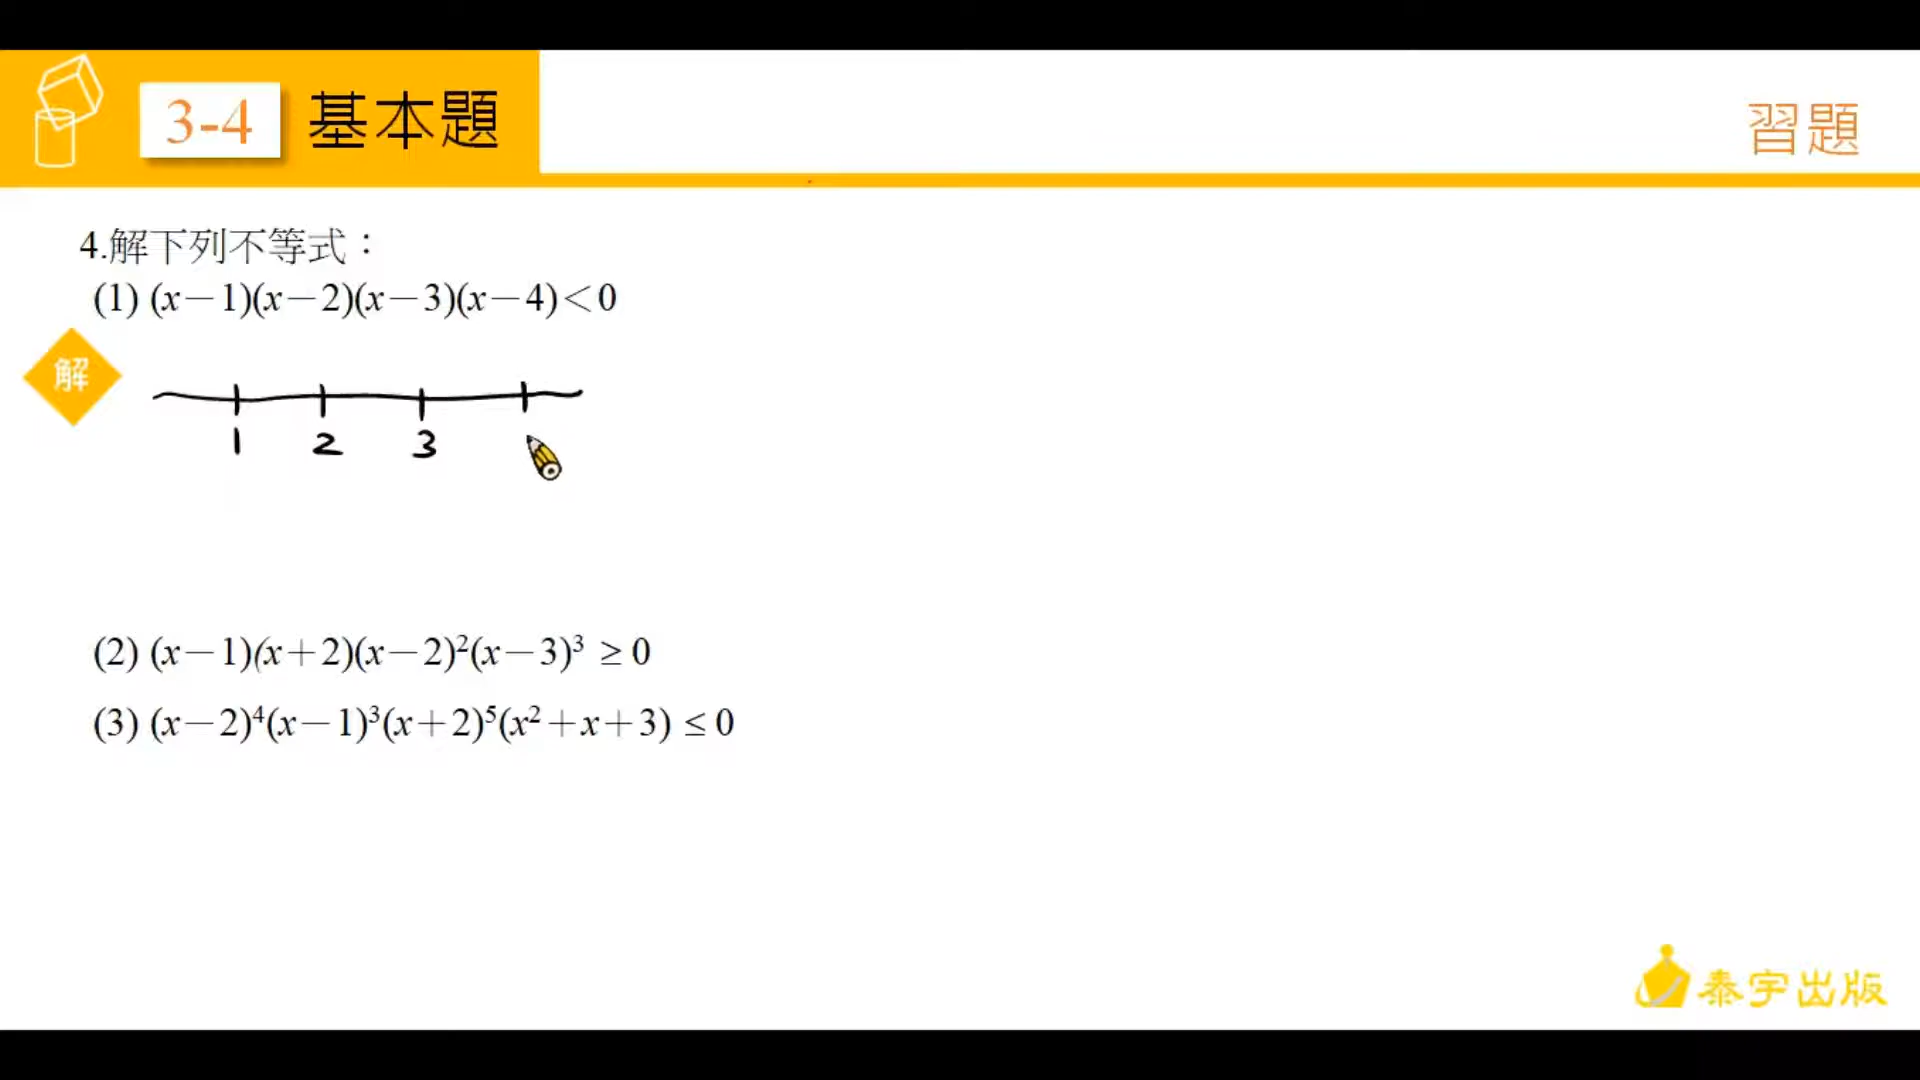 3-4 基本題
習題
4.解下列不等式：
(1) (x－1)(x－2)(x－3)(x－4)＜0
解
1 2 3
(2) (x－1)(x＋2)(x－2)²(x－3)³ ≥ 0
(3) (x－2)⁴(x－1)³(x＋2)⁵(x²＋x＋3) ≤ 0
泰宇出版